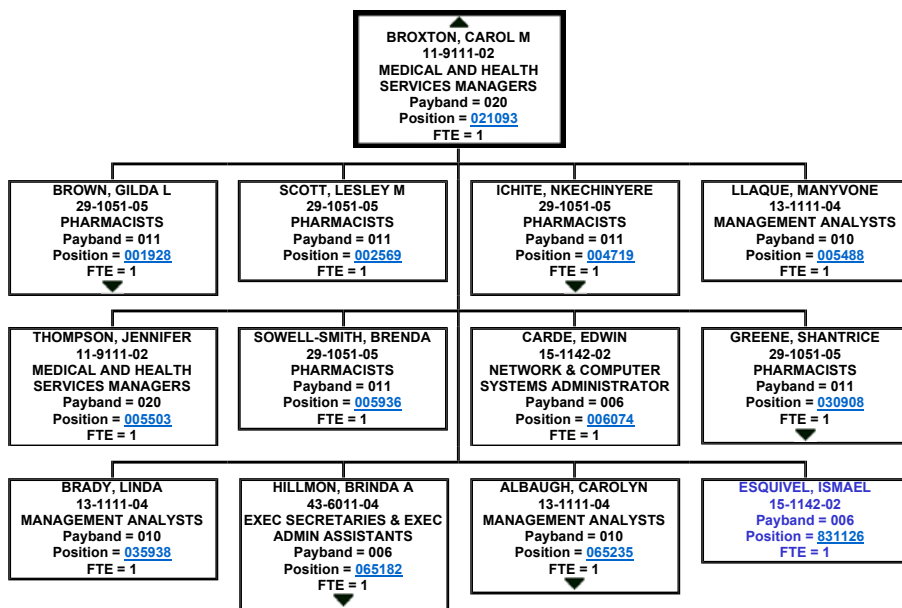 BROXTON, CAROL M
11-9111-02
MEDICAL AND HEALTH
SERVICES MANAGERS
Payband = 020
Position = 021093
FTE = 1
BROWN, GILDA L
29-1051-05
PHARMACISTS
Payband = 011
Position = 001928
FTE = 1
SCOTT, LESLEY M
29-1051-05
PHARMACISTS
Payband = 011
Position = 002569
FTE = 1
ICHITE, NKECHINYERE
29-1051-05
PHARMACISTS
Payband = 011
Position = 004719
FTE = 1
LLAQUE, MANYVONE
13-1111-04
MANAGEMENT ANALYSTS
Payband = 010
Position = 005488
FTE = 1
THOMPSON, JENNIFER
11-9111-02
MEDICAL AND HEALTH
SERVICES MANAGERS
Payband = 020
Position = 005503
FTE = 1
SOWELL-SMITH, BRENDA
29-1051-05
PHARMACISTS
Payband = 011
Position = 005936
FTE = 1
CARDE, EDWIN
15-1142-02
NETWORK & COMPUTER
SYSTEMS ADMINISTRATOR
Payband = 006
Position = 006074
FTE = 1
GREENE, SHANTRICE
29-1051-05
PHARMACISTS
Payband = 011
Position = 030908
FTE = 1
BRADY, LINDA
13-1111-04
MANAGEMENT ANALYSTS
Payband = 010
Position = 035938
FTE = 1
HILLMON, BRINDA A
43-6011-04
EXEC SECRETARIES & EXEC
ADMIN ASSISTANTS
Payband = 006
Position = 065182
FTE = 1
ALBAUGH, CAROLYN
13-1111-04
MANAGEMENT ANALYSTS
Payband = 010
Position = 065235
FTE = 1
ESQUIVEL, ISMAEL
15-1142-02
Payband = 006
Position = 831126
FTE = 1